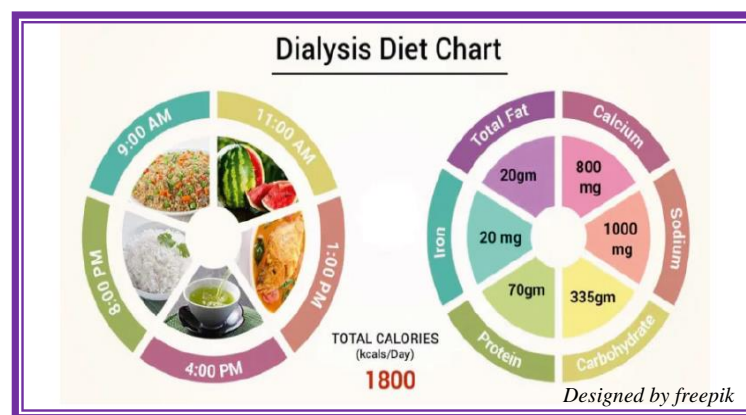 Dialysis Diet Chart
9:00 AM
11:00 AM
1:00 PM
4:00 PM
8:00 PM
Total Fat
20gm
Calcium
800
mg
Sodium
1000
mg
Carbohydrate
335gm
Protein
70gm
Iron
20 mg
TOTAL CALORIES
(kcals/Day)
1800
Designed by freepik